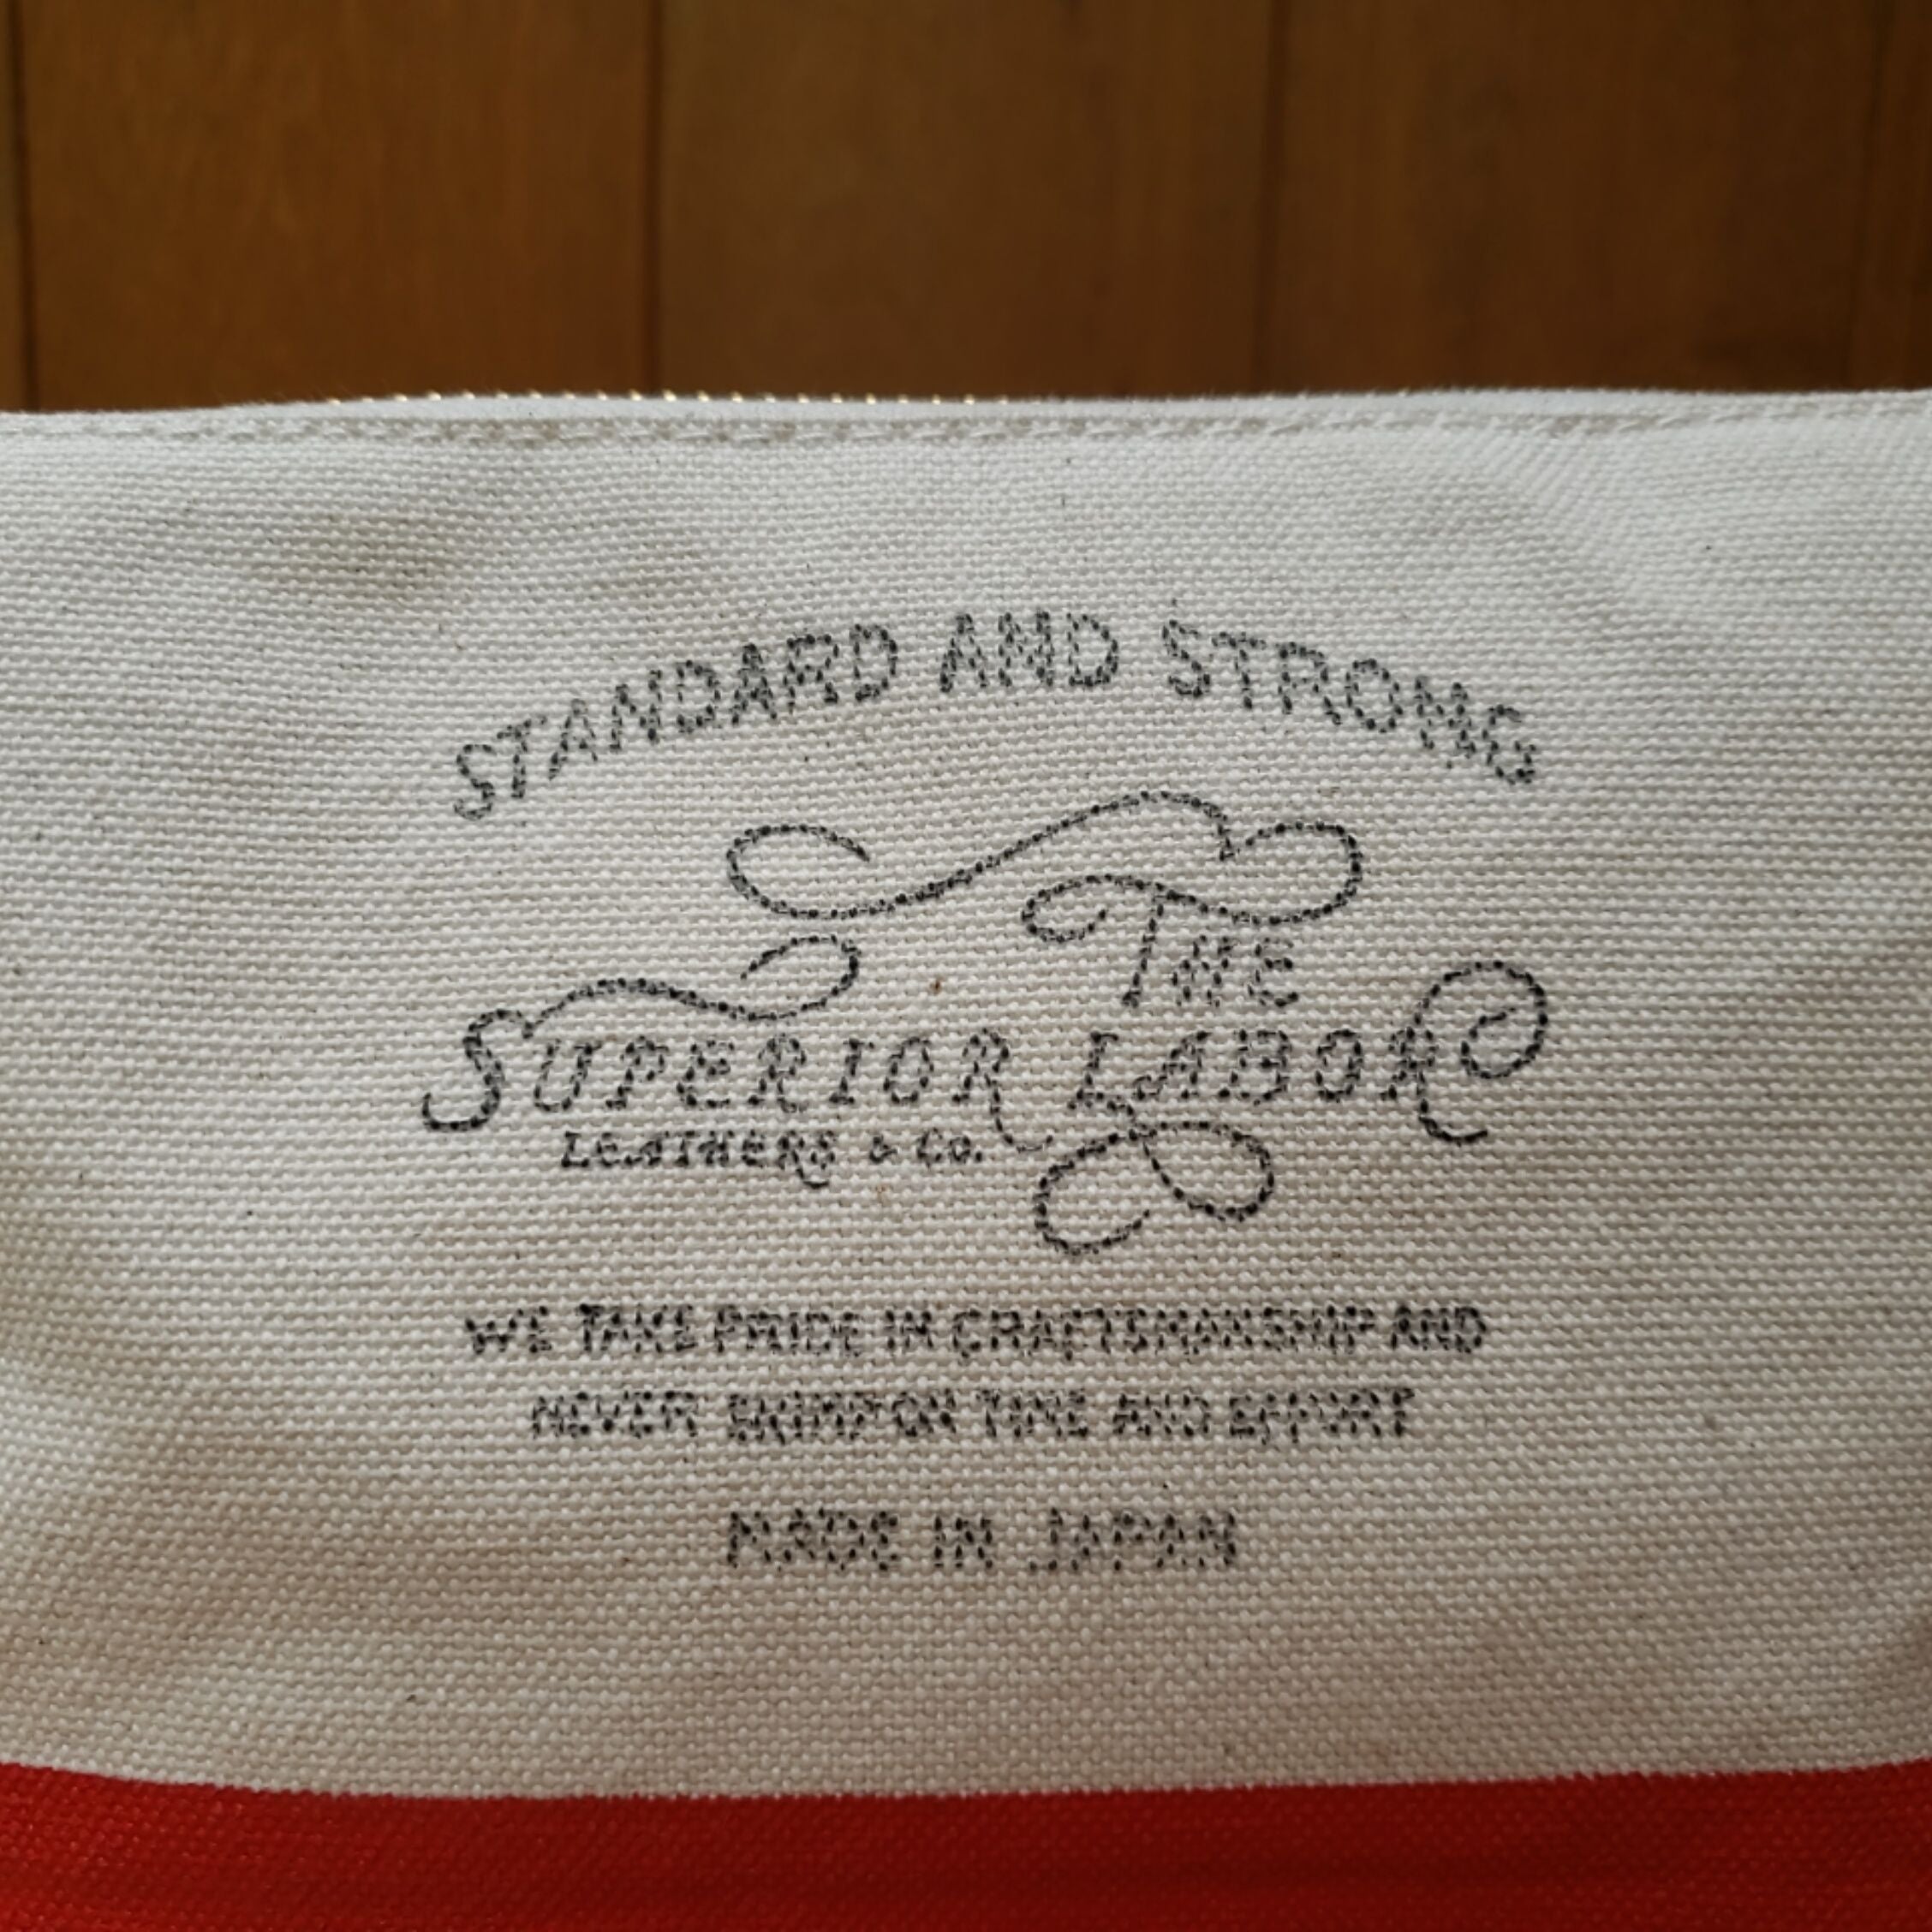 STANDARD AND STRONG
THE
SUPERIOR LABOR
LEATHERS & CO.
WE TAKE PRIDE IN CRAFTSMANSHIP AND
NEVER SKIMP ON TIME AND EFFORT
MADE IN JAPAN